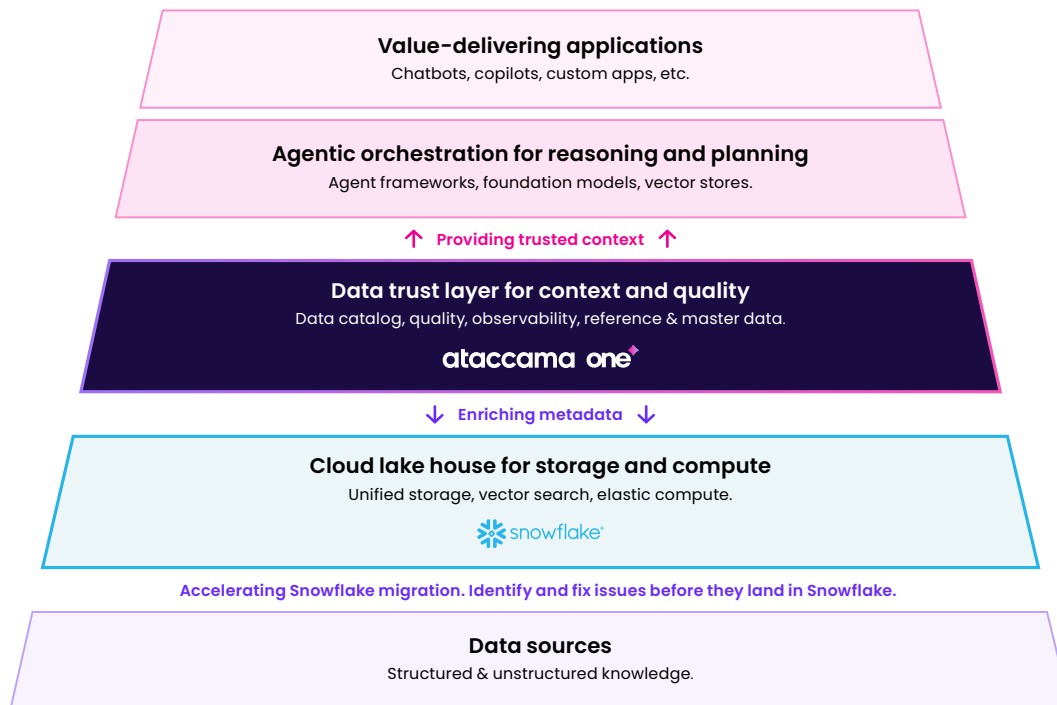 Value-delivering applications
Chatbots, copilots, custom apps, etc.
Agentic orchestration for reasoning and planning
Agent frameworks, foundation models, vector stores.
Providing trusted context
Data trust layer for context and quality
Data catalog, quality, observability, reference & master data.
ataccama one
Enriching metadata
Cloud lake house for storage and compute
Unified storage, vector search, elastic compute.
snowflake®
Accelerating Snowflake migration. Identify and fix issues before they land in Snowflake.
Data sources
Structured & unstructured knowledge.